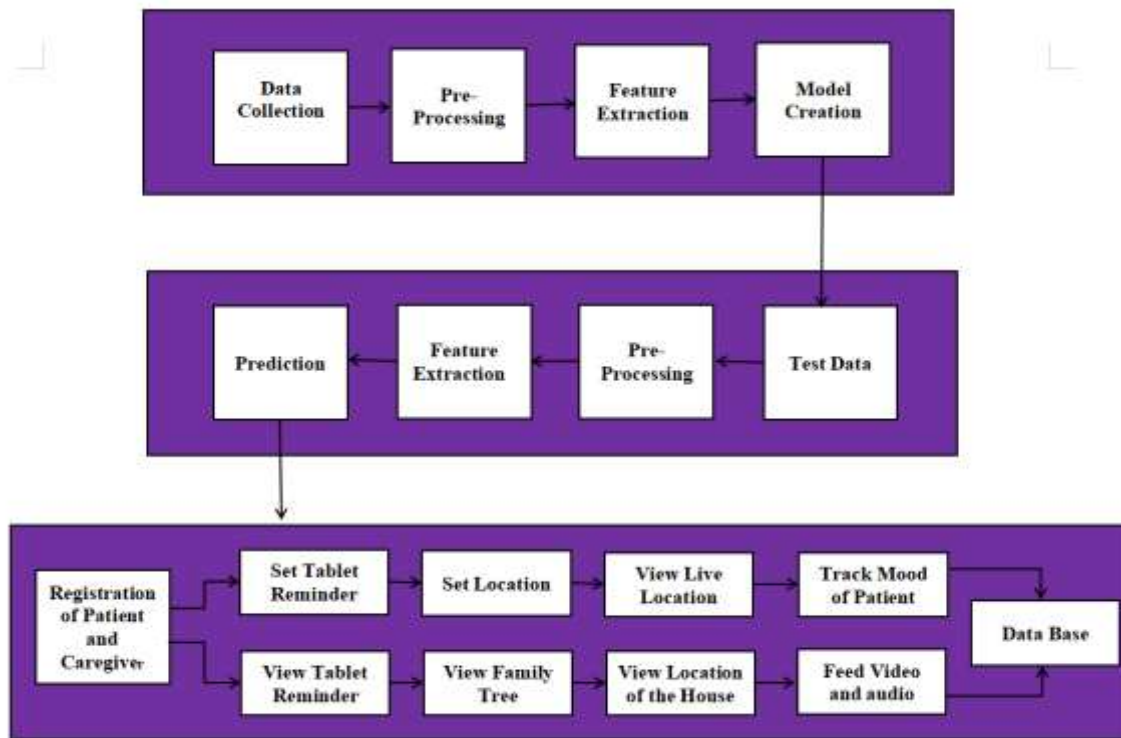 Data
Collection
Pre-
Processing
Feature
Extraction
Model
Creation
Prediction
Feature
Extraction
Pre-
Processing
Test Data
Registration
of Patient
and
Caregiver
Set Tablet
Reminder
Set Location
View Live
Location
Track Mood
of Patient
View Tablet
Reminder
View Family
Tree
View Location
of the House
Feed Video
and audio
Data Base